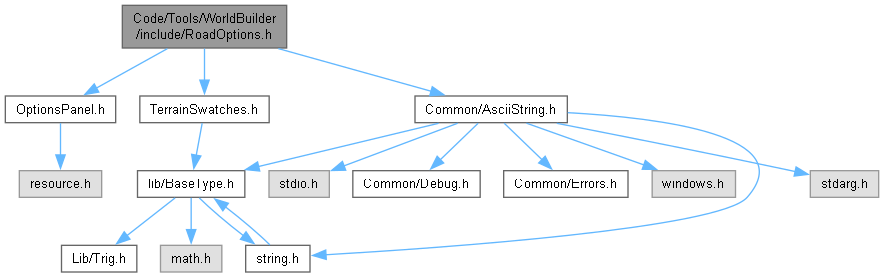 Code/Tools/WorldBuilder
/include/RoadOptions.h
OptionsPanel.h
TerrainSwatches.h
Common/AsciiString.h
resource.h
lib/BaseType.h
stdio.h
Common/Debug.h
Common/Errors.h
windows.h
stdarg.h
Lib/Trig.h
math.h
string.h